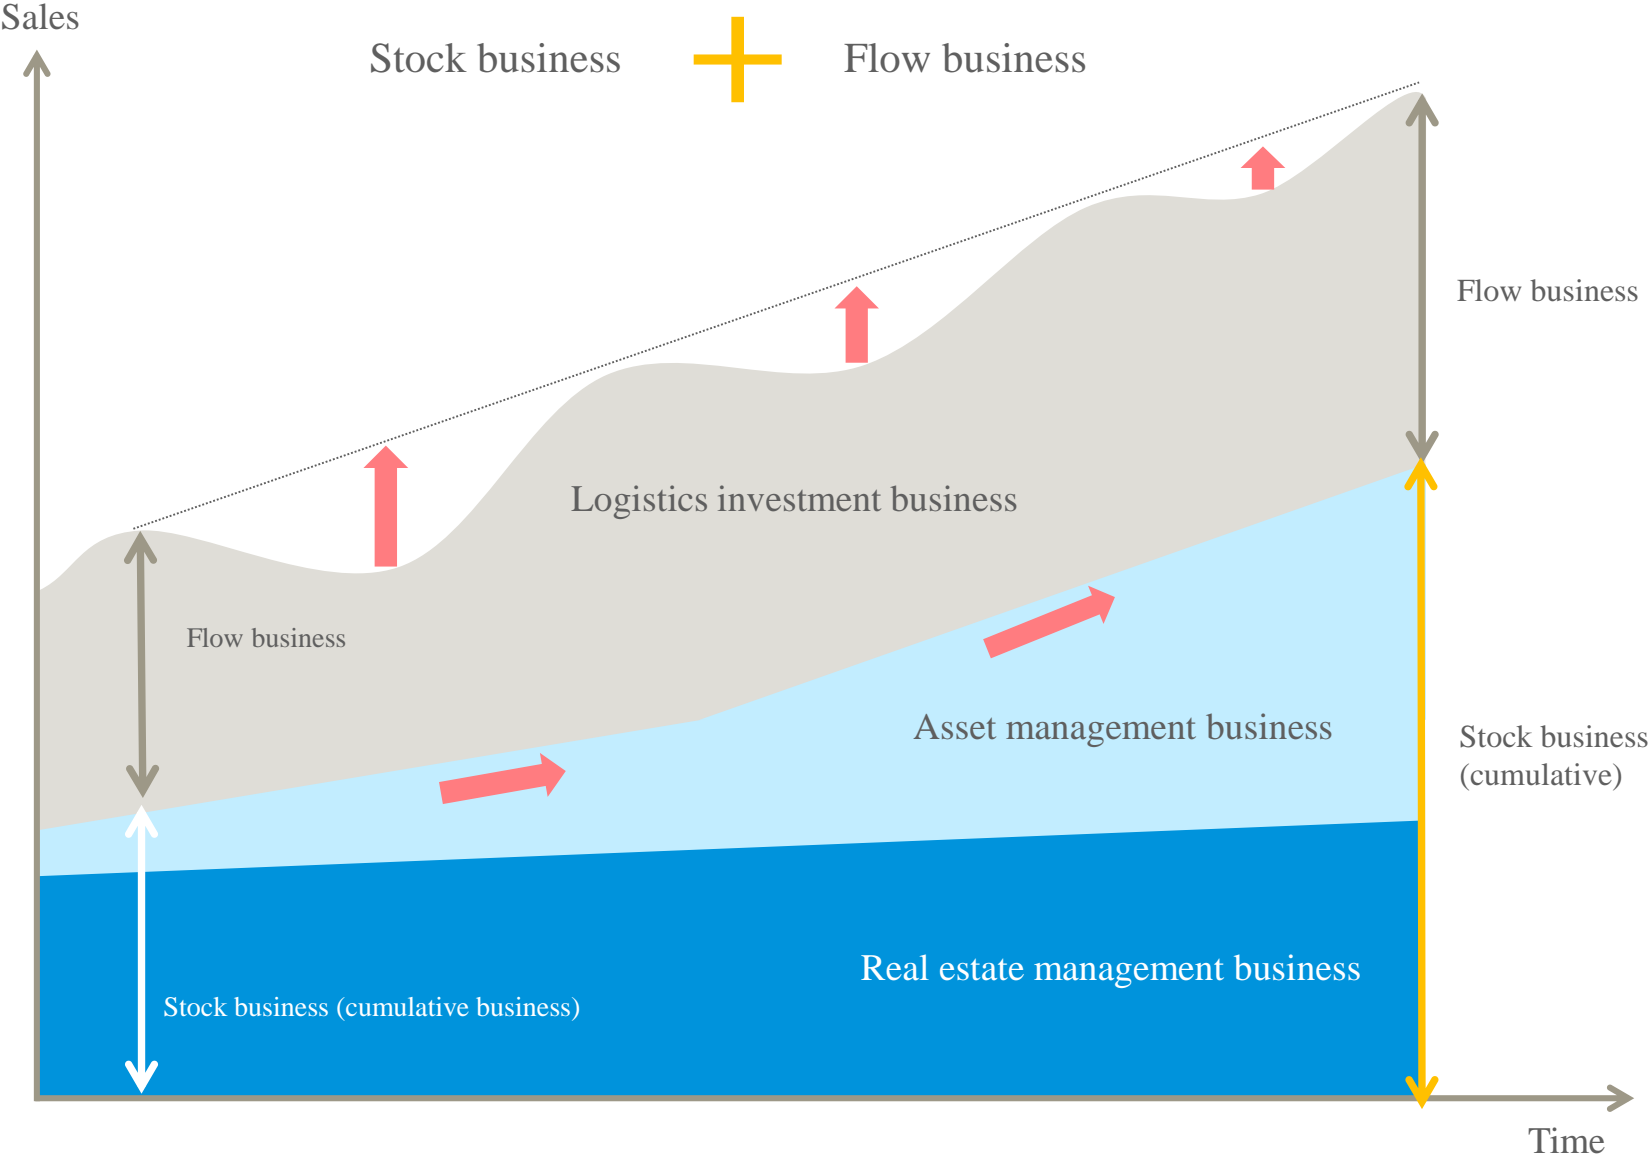 Sales
Stock business
Flow business
Flow business
Logistics investment business
Flow business
Asset management business
Stock business
(cumulative)
Real estate management business
Stock business (cumulative business)
Time